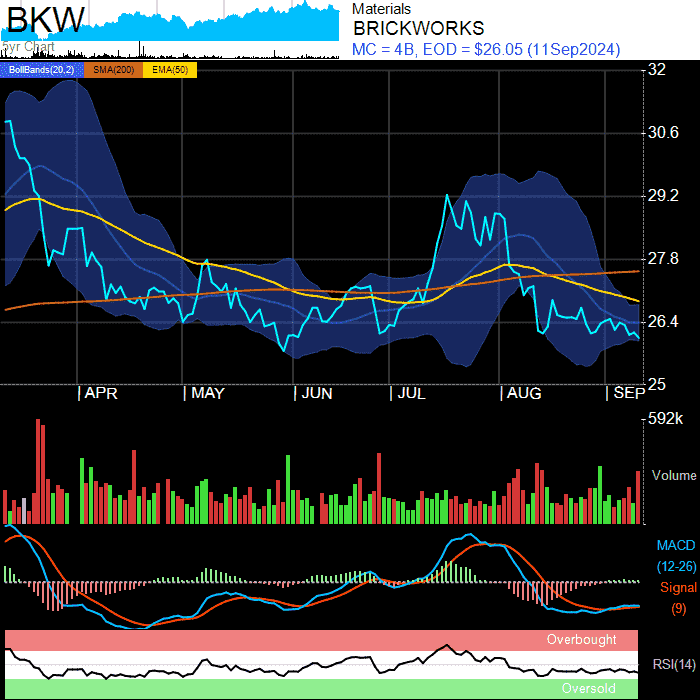 BKW
5yr Chart
Materials
BRICKWORKS
MC = 4B, EOD = $26.05 (11Sep2024)
BollBands(20,2) SMA(200) EMA(50)
32
30.6
29.2
27.8
26.4
25
| APR | MAY | JUN | JUL | AUG | SEP
592k
Volume
MACD
(12-26)
Signal
(9)
Overbought
RSI(14)
Oversold